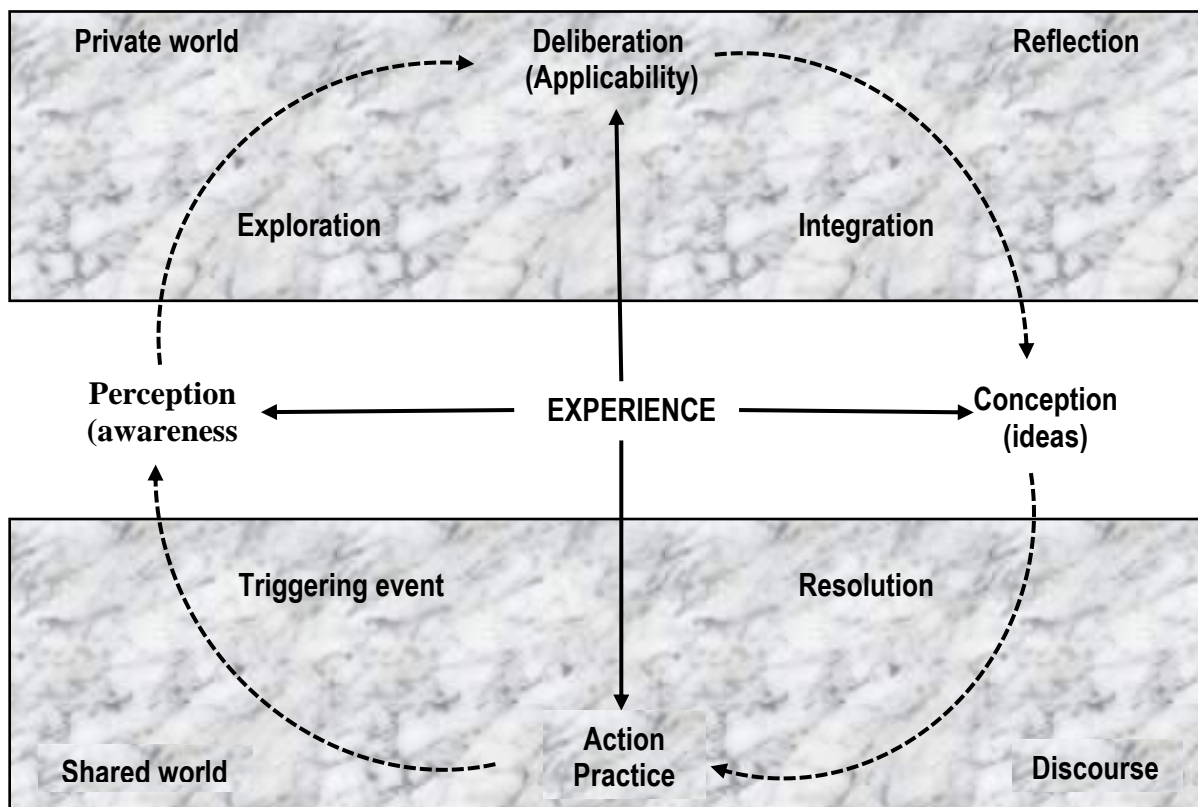 Private world
Deliberation
(Applicability)
Reflection
Exploration
Integration
Perception
(awareness
EXPERIENCE
Conception
(ideas)
Triggering event
Resolution
Shared world
Action
Practice
Discourse